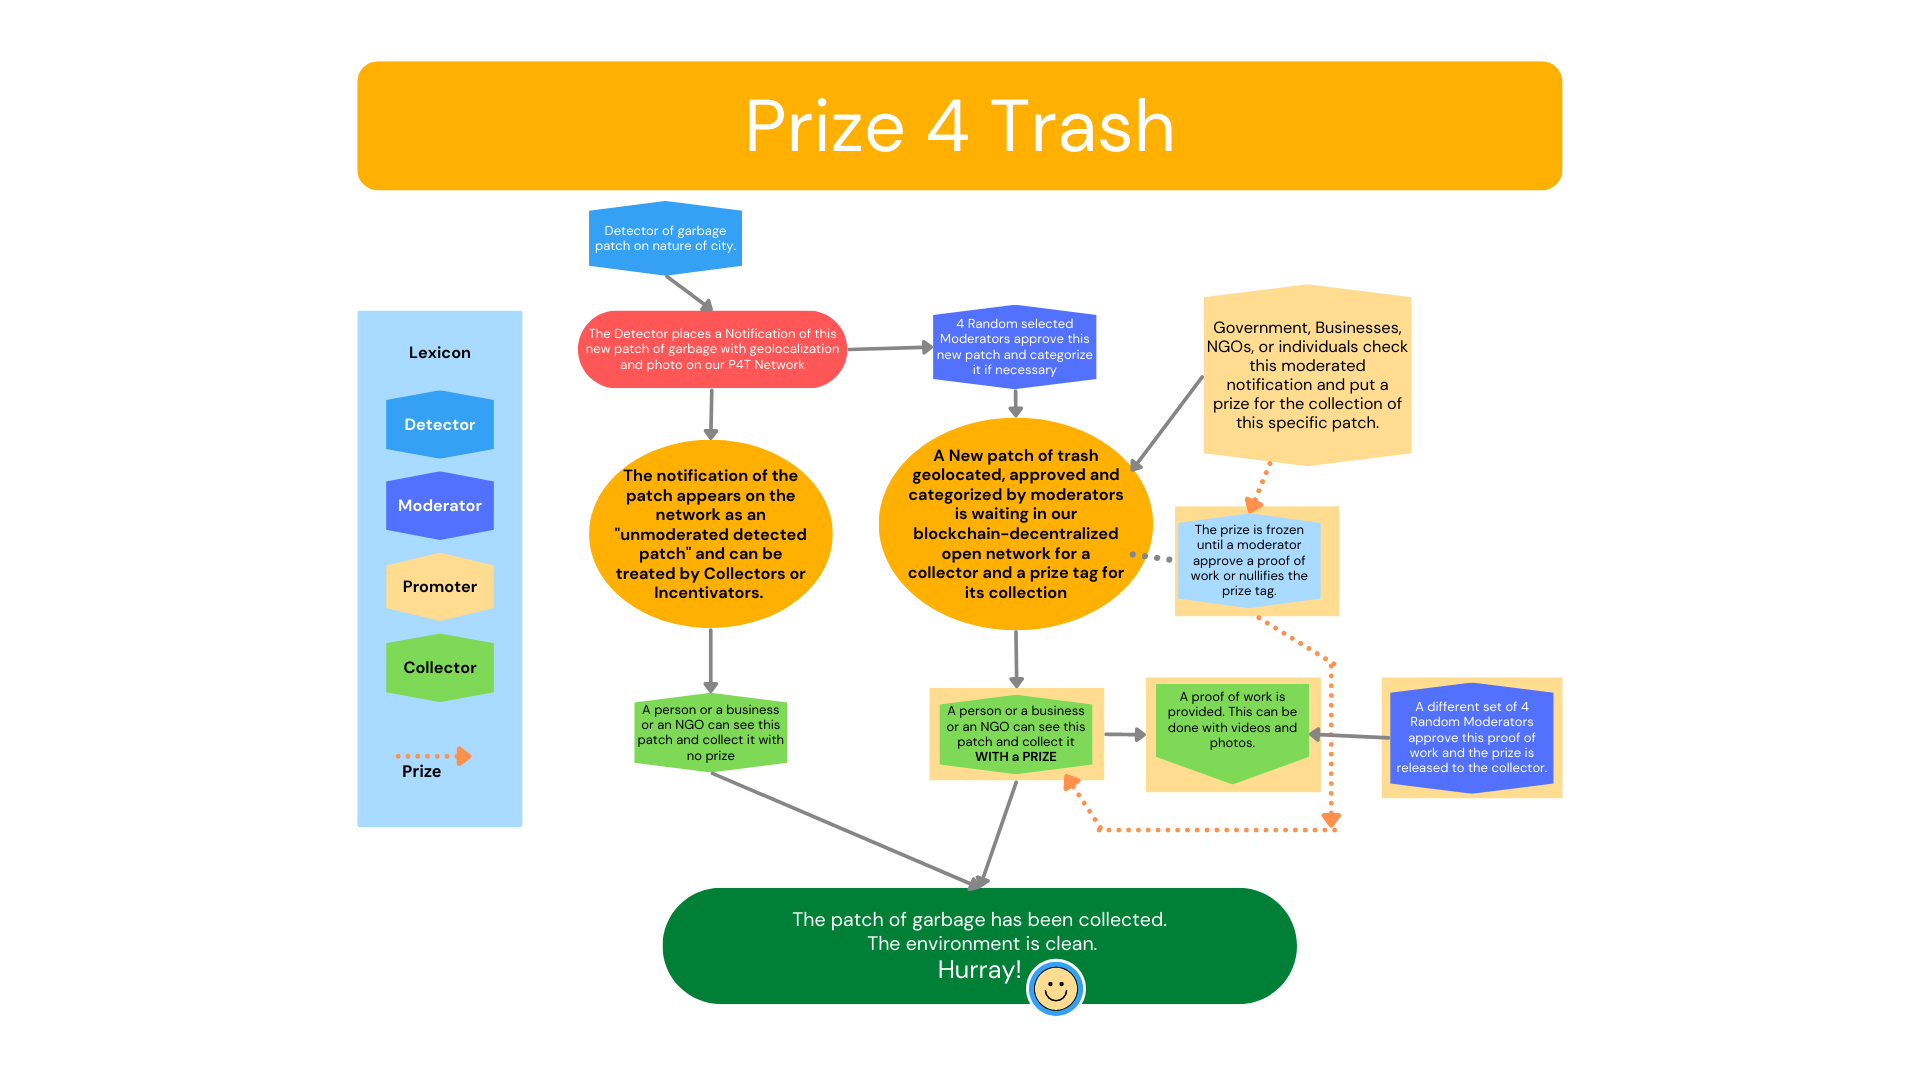 Prize 4 Trash
Detector of garbage
patch on nature of city.
Lexicon
Detector
Moderator
Promoter
Collector
Prize
The Detector places a Notification of this
new patch of garbage with geolocalization
and photo on our P4T Network
4 Random selected
Moderators approve this
new patch and categorize
it if necessary
Government, Businesses,
NGOs, or individuals check
this moderated
notification and put a
prize for the collection of
this specific patch.
The notification of the
patch appears on the
network as an
"unmoderated detected
patch" and can be
treated by Collectors or
Incentivators.
A New patch of trash
geolocated, approved and
categorized by moderators
is waiting in our
blockchain-decentralized
open network for a
collector and a prize tag for
its collection
The prize is frozen
until a moderator
approve a proof of
work or nullifies the
prize tag.
A person or a business
or an NGO can see this
patch and collect it with
no prize
A person or a business
or an NGO can see this
patch and collect it
WITH a PRIZE
A proof of work is
provided. This can be
done with videos and
photos.
A different set of 4
Random Moderators
approve this proof of
work and the prize is
released to the collector.
The patch of garbage has been collected.
The environment is clean.
Hurray!